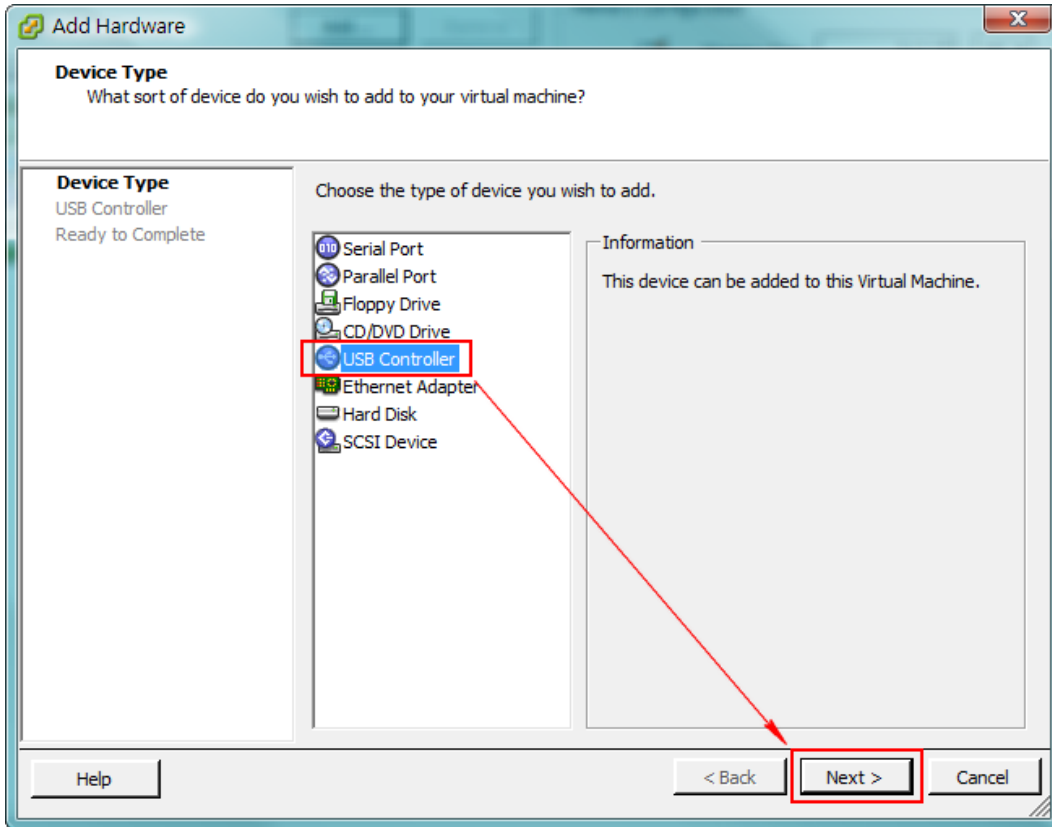 Add Hardware
Device Type
What sort of device do you wish to add to your virtual machine?
Device Type
USB Controller
Ready to Complete
Choose the type of device you wish to add.
Serial Port
Parallel Port
Floppy Drive
CD/DVD Drive
USB Controller
Ethernet Adapter
Hard Disk
SCSI Device
Information
This device can be added to this Virtual Machine.
Help
< Back
Next >
Cancel